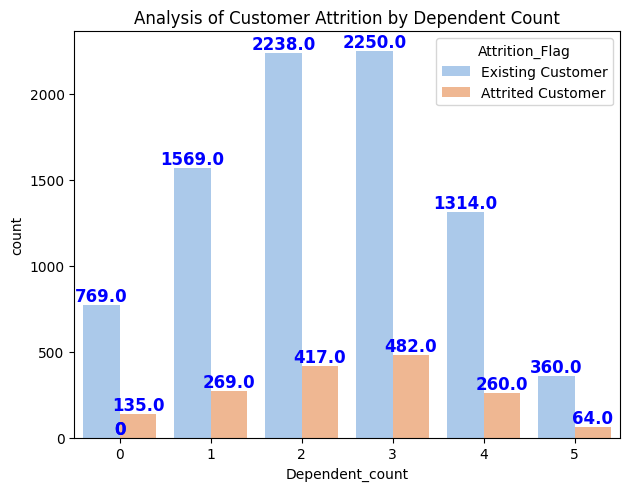 Analysis of Customer Attrition by Dependent Count
Attrition_Flag
Existing Customer
Attrited Customer
count
2000
1500
1000
500
0
769.0
135.0
0
1569.0
269.0
2238.0
417.0
2250.0
482.0
1314.0
260.0
360.0
64.0
0 1 2 3 4 5
Dependent_count